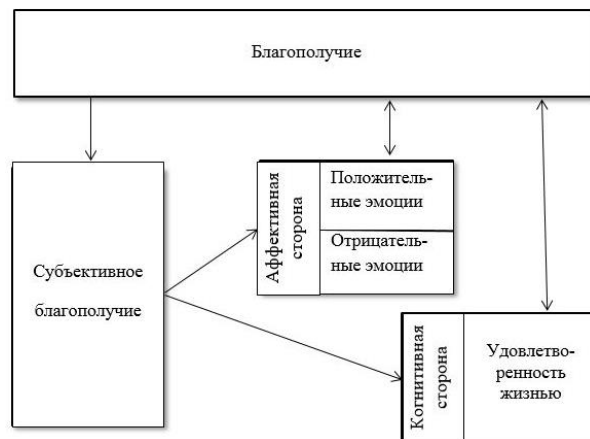 Благополучие
Субъективное
благополучие
Аффективная
сторона
Положитель-
ные эмоции
Отрицатель-
ные эмоции
Когнитивная
сторона
Удовлетво-
ренность
жизнью